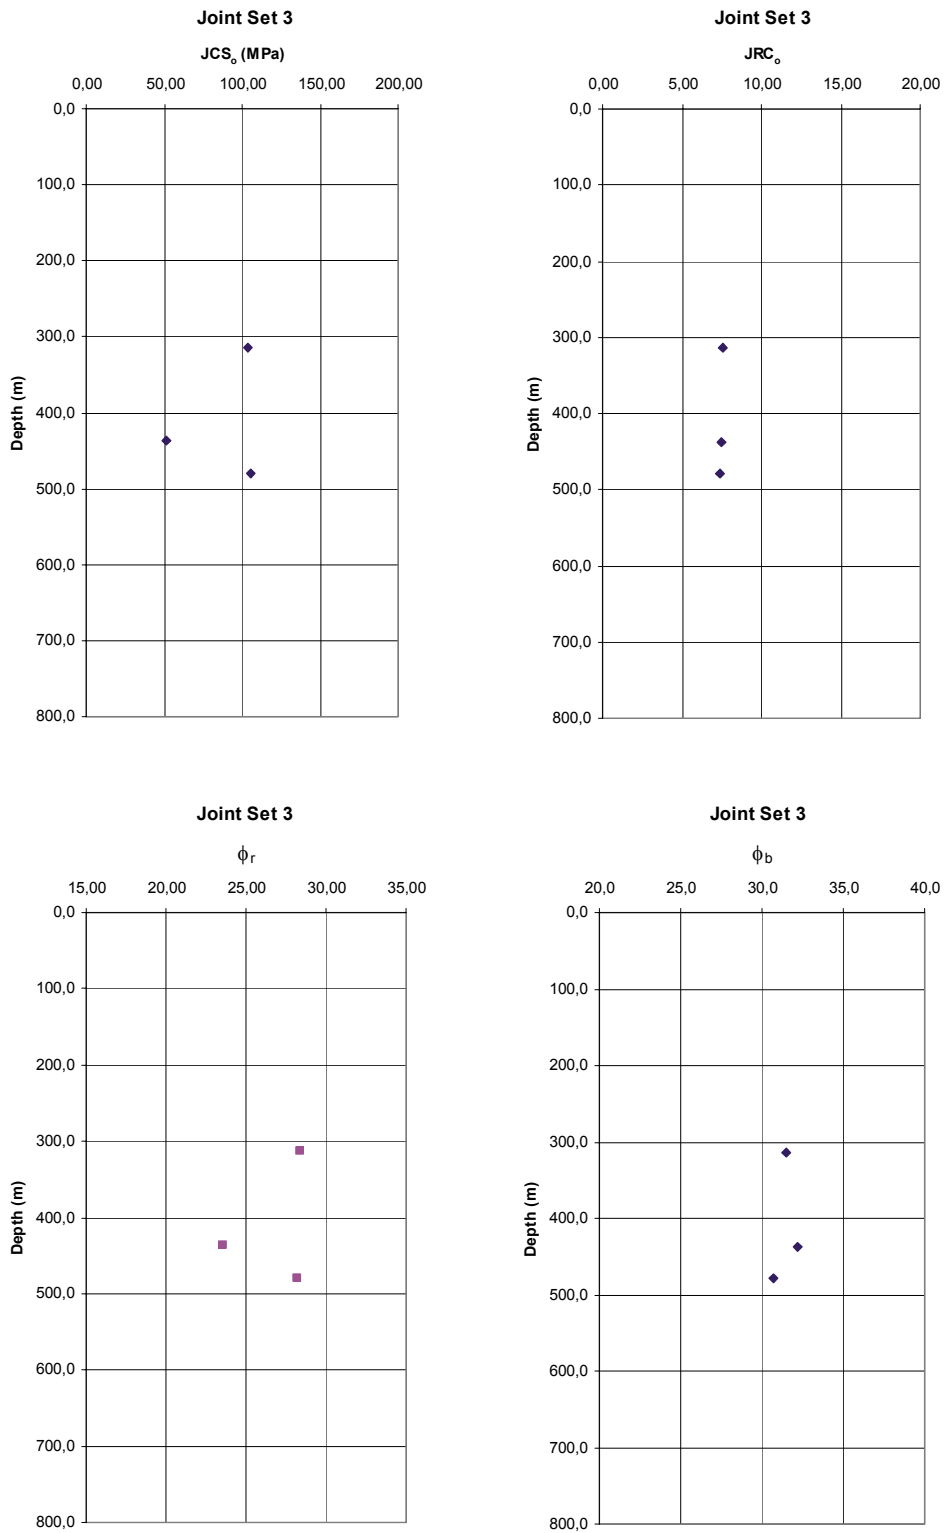 Joint Set 3
JCSo (MPa)
0,00 50,00 100,00 150,00 200,00
0,0
100,0
200,0
300,0
400,0
500,0
600,0
700,0
800,0
Depth (m)
Joint Set 3
JRCo
0,00 5,00 10,00 15,00 20,00
0,0
100,0
200,0
300,0
400,0
500,0
600,0
700,0
800,0
Depth (m)
Joint Set 3
ϕr
15,00 20,00 25,00 30,00 35,00
0,0
100,0
200,0
300,0
400,0
500,0
600,0
700,0
800,0
Depth (m)
Joint Set 3
ϕb
20,0 25,0 30,0 35,0 40,0
0,0
100,0
200,0
300,0
400,0
500,0
600,0
700,0
800,0
Depth (m)